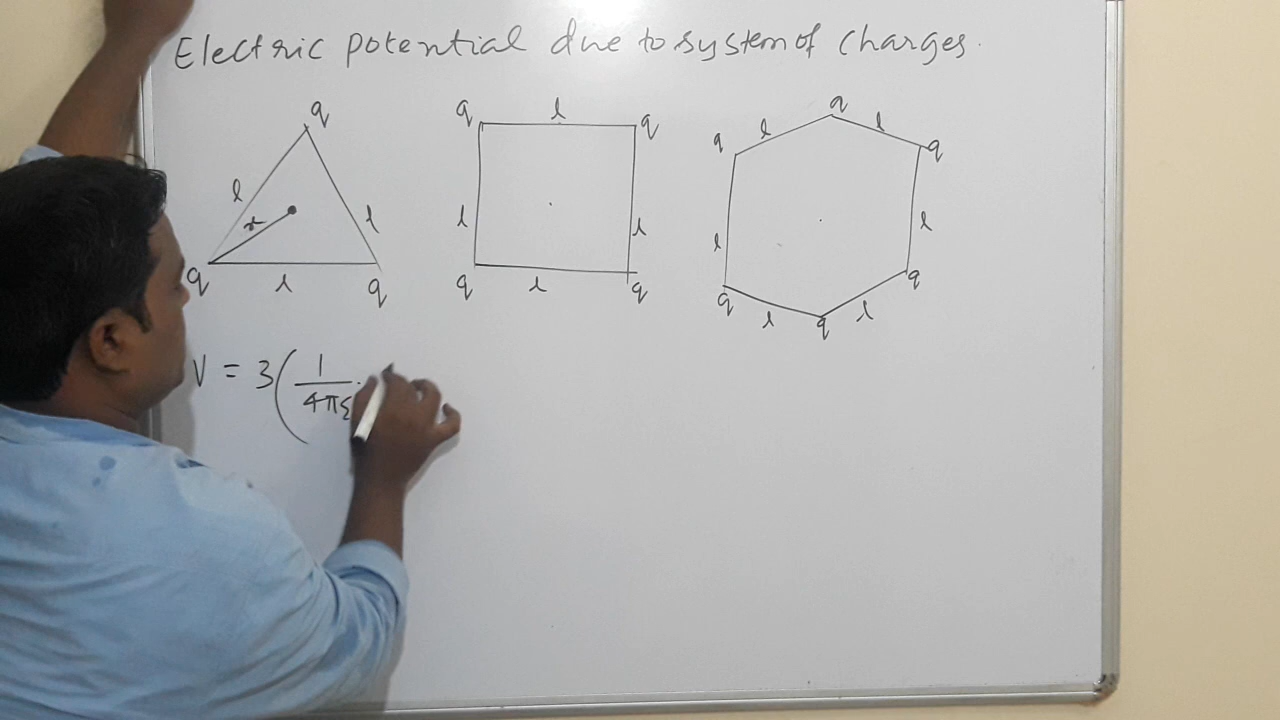 Electric potential due to system of charges.
q l q q l l q
q l l q
l x l l l l l
q l q q l q q l q l q
V = 3( 1/4πε